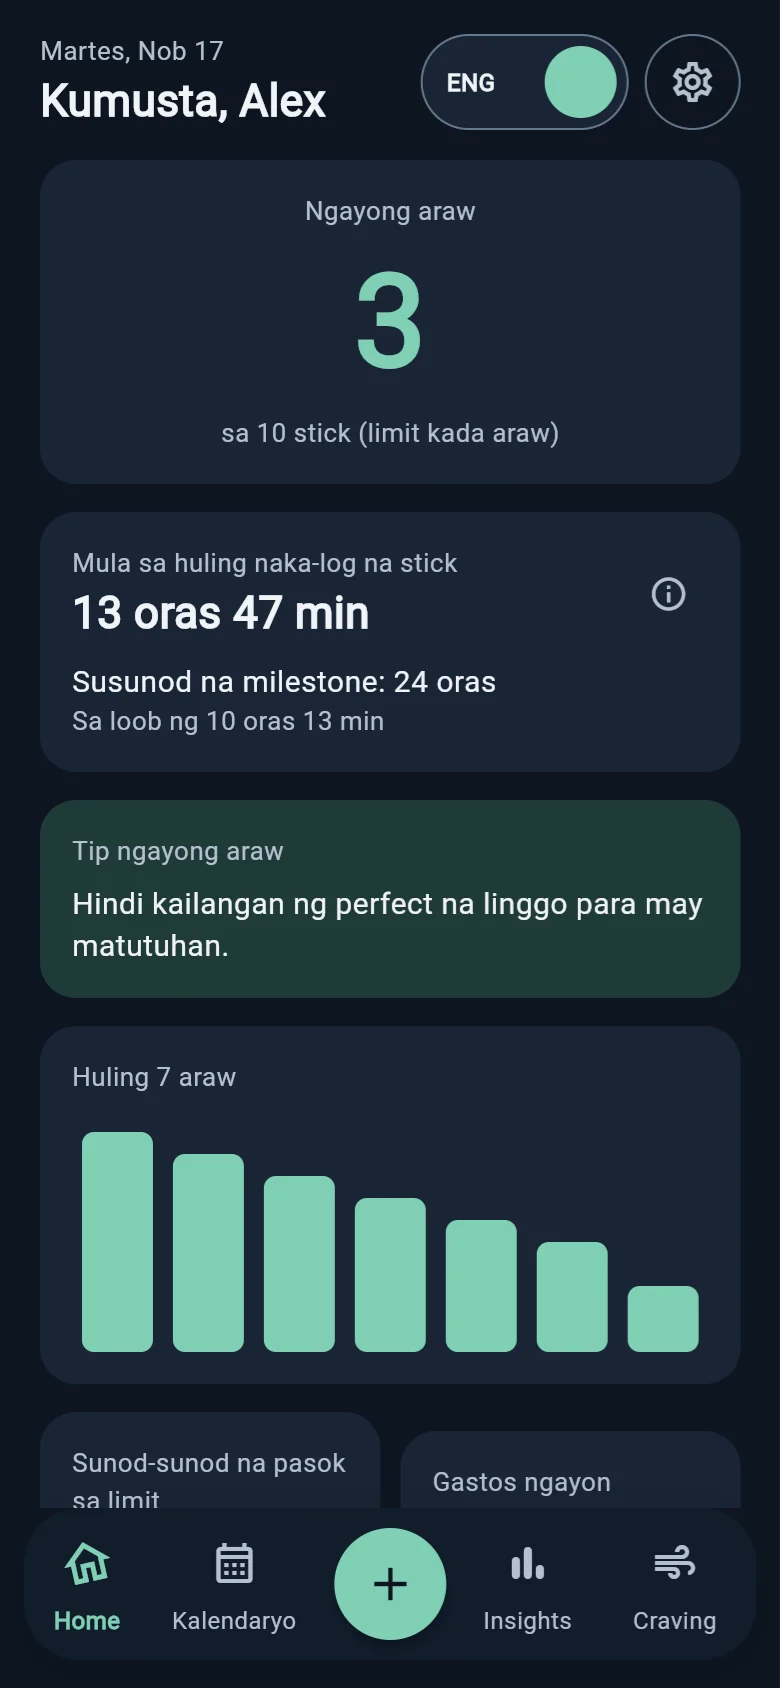 Martes, Nob 17
Kumusta, Alex
ENG
Ngayong araw
3
sa 10 stick (limit kada araw)
Mula sa huling naka-log na stick
13 oras 47 min
Susunod na milestone: 24 oras
Sa loob ng 10 oras 13 min
Tip ngayong araw
Hindi kailangan ng perfect na linggo para may
matutuhan.
Huling 7 araw
Sunod-sunod na pasok
sa limit
Gastos ngayon
Home
Kalendaryo
Insights
Craving